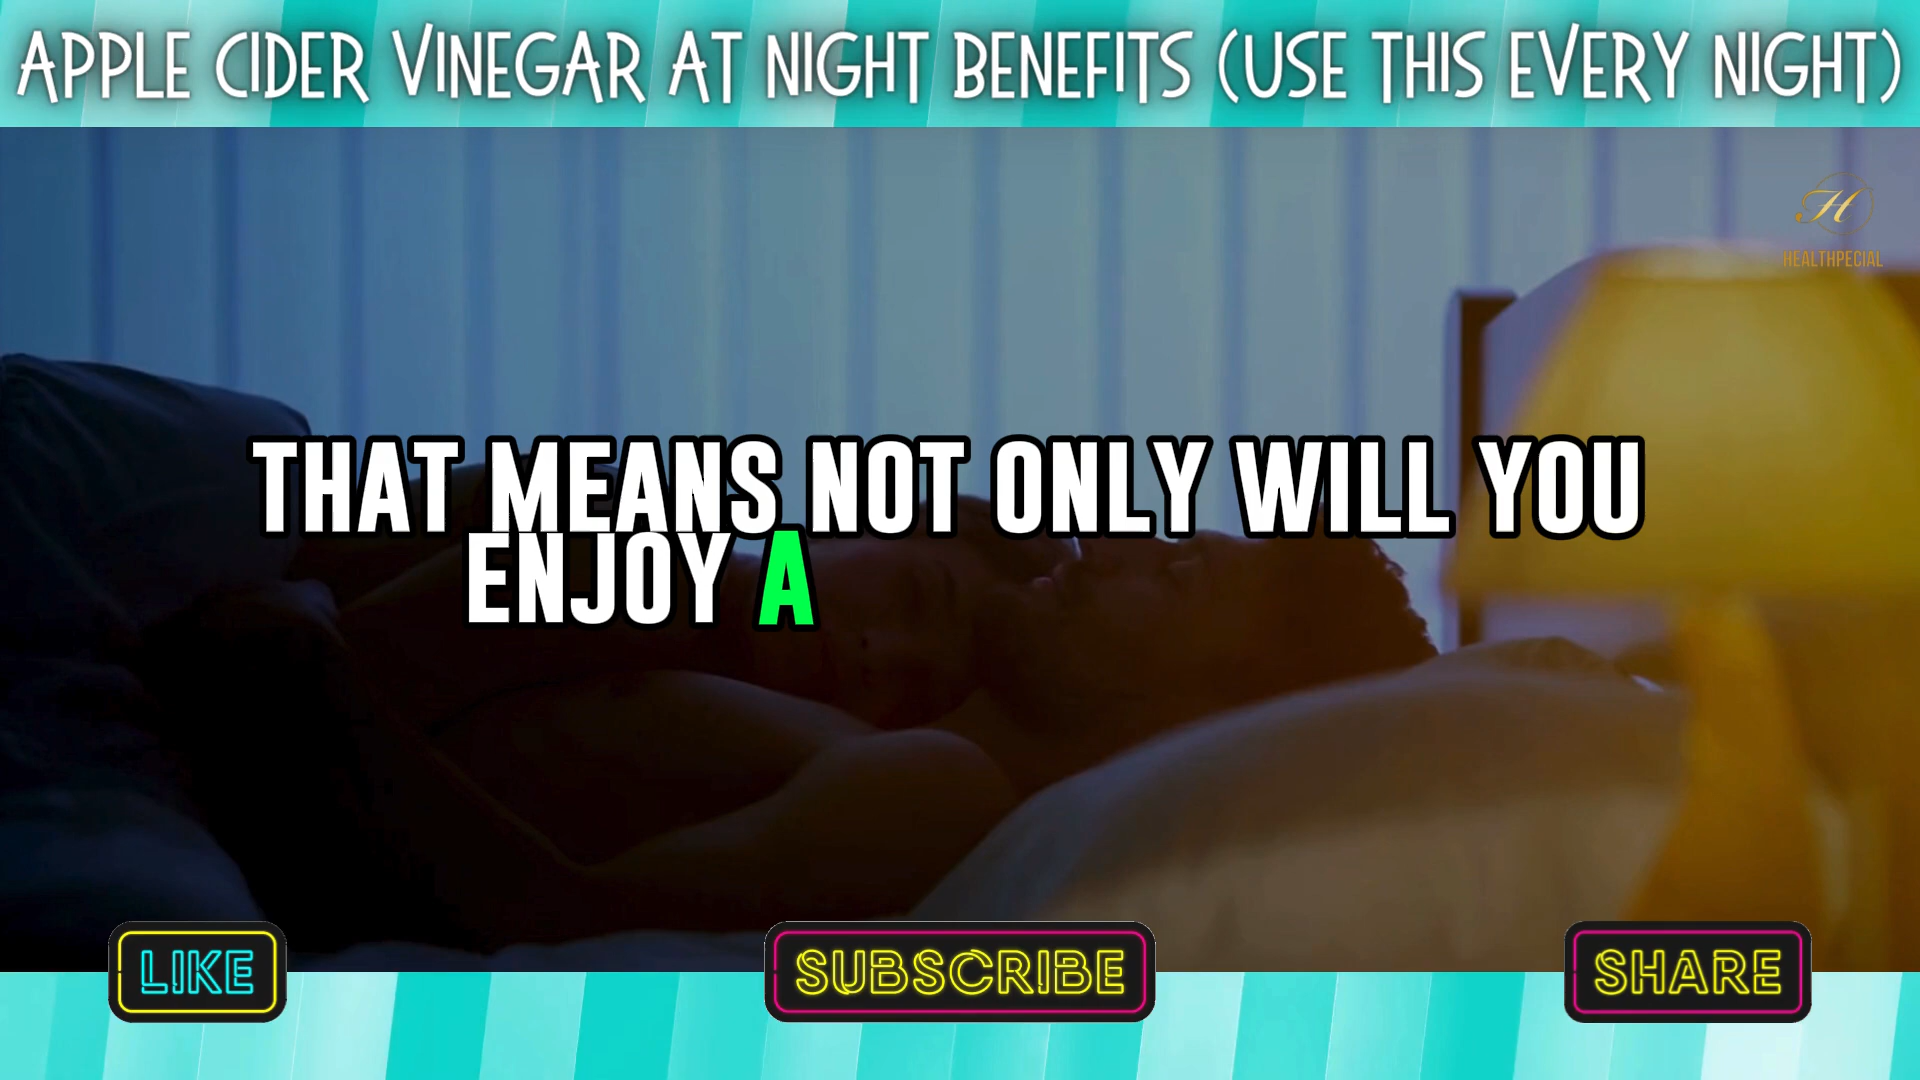 APPLE CIDER VINEGAR AT NIGHT BENEFITS (USE THIS EVERY NIGHT)
H
HEALTHPECIAL
THAT MEANS NOT ONLY WILL YOU
ENJOY A
LIKE
SUBSCRIBE
SHARE